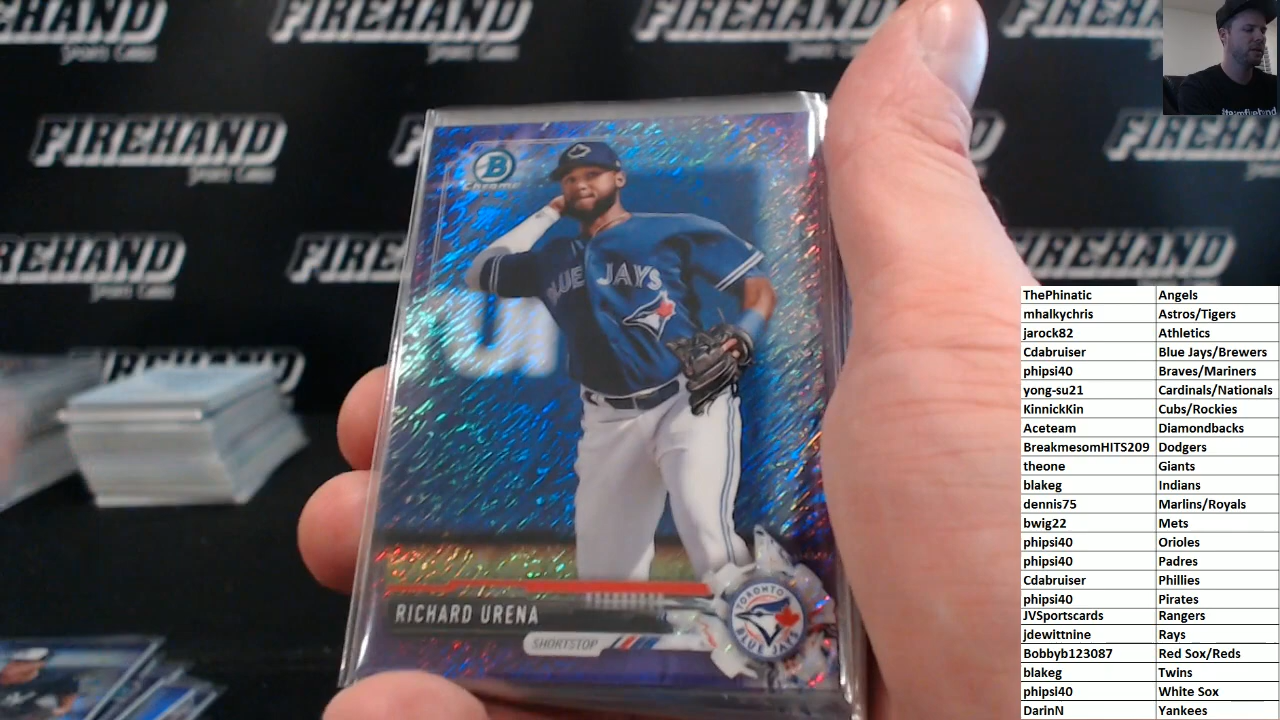 FIREHAND
SPORTS CARDS
FIREHAND
SPORTS CARDS
FIREHAND
SPORTS CARDS
FIREHAND
SPORTS CARDS
FIREHAND
B
CHROME
BLUE JAYS
RICHARD URENA
SHORTSTOP
TORONTO
BLUE JAYS
#teamfirehand
ThePhinatic Angels
mhalkychris Astros/Tigers
jarock82 Athletics
Cdabruiser Blue Jays/Brewers
phipsi40 Braves/Mariners
yong-su21 Cardinals/Nationals
KinnickKin Cubs/Rockies
Aceteam Diamondbacks
BreakmesomHITS209 Dodgers
theone Giants
blakeg Indians
dennis75 Marlins/Royals
bwig22 Mets
phipsi40 Orioles
phipsi40 Padres
Cdabruiser Phillies
phipsi40 Pirates
JVSportscards Rangers
jdewittnine Rays
Bobbyb123087 Red Sox/Reds
blakeg Twins
phipsi40 White Sox
DarinN Yankees